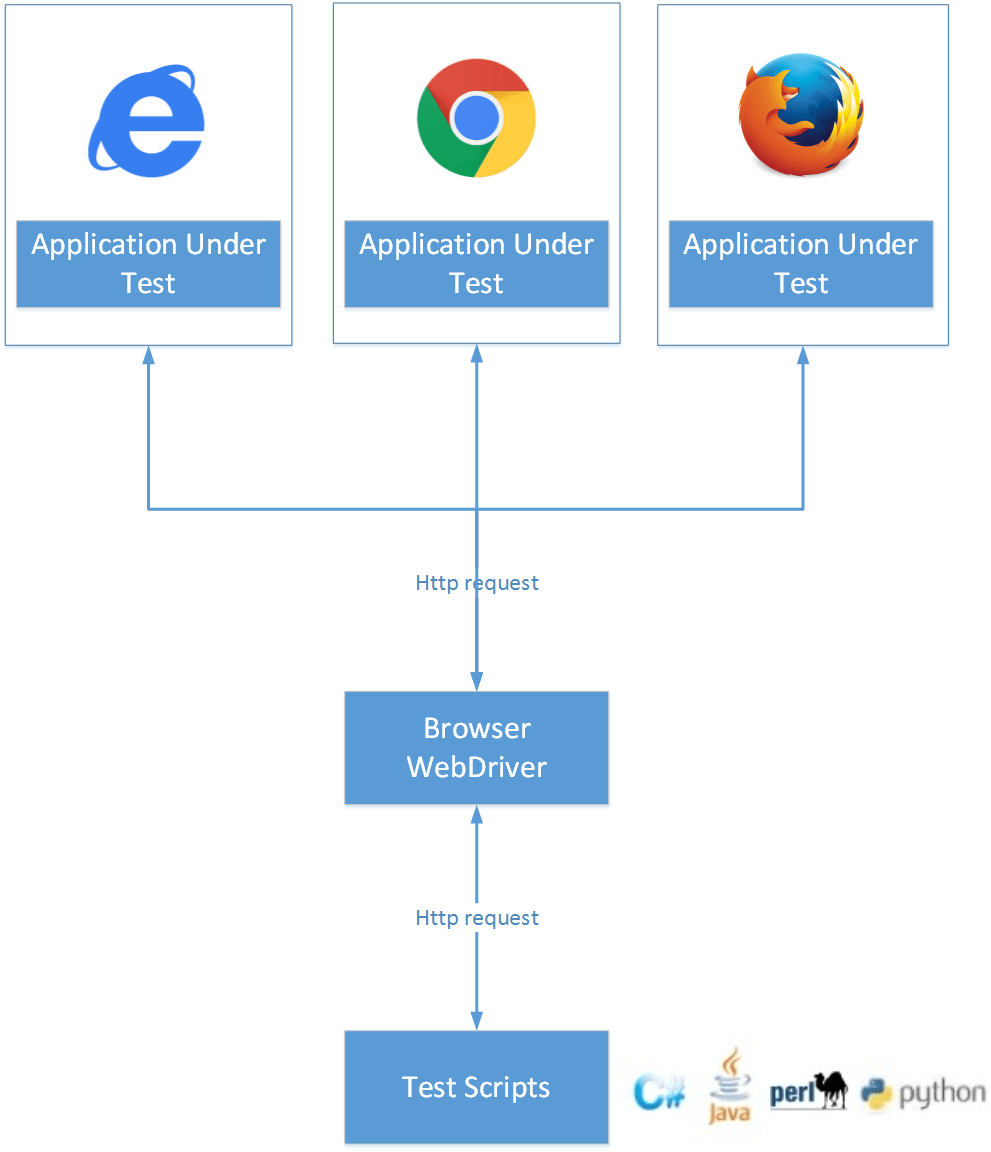 Application Under
Test
Application Under
Test
Application Under
Test
Http request
Browser
WebDriver
Http request
Test Scripts
C#
Java
perl
python